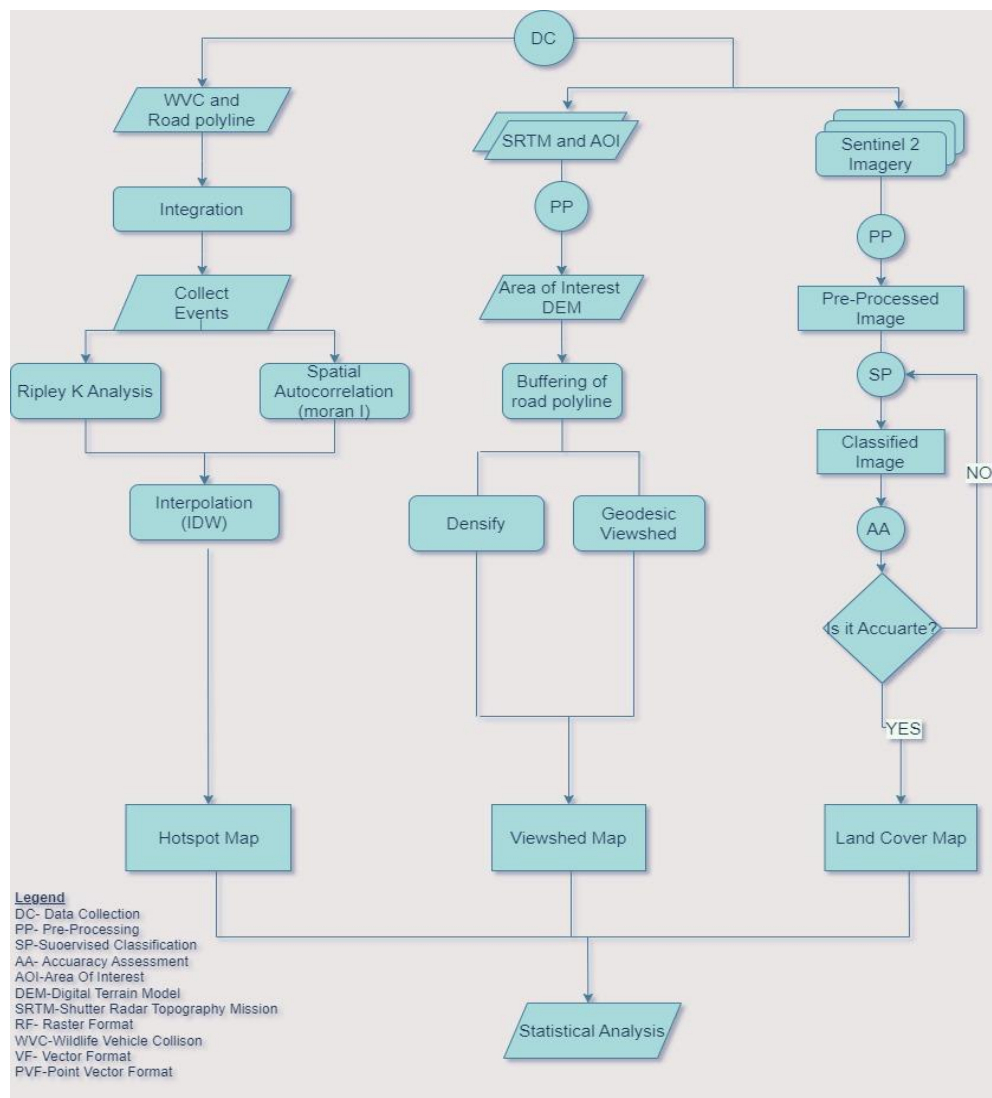 DC
WVC and
Road polyline
SRTM and AOI
Sentinel 2
Imagery
Integration
PP
PP
Collect
Events
Area of Interest
DEM
Pre-Processed
Image
Ripley K Analysis
Spatial
Autocorrelation
(moran I)
Buffering of
road polyline
SP
Classified
Image
NO
Interpolation
(IDW)
Densify
Geodesic
Viewshed
AA
Is it Accuarte?
YES
Hotspot Map
Viewshed Map
Land Cover Map
Legend
DC- Data Collection
PP- Pre-Processing
SP-Suoervised Classification
AA- Accuaracy Assessment
AOI-Area Of Interest
DEM-Digital Terrain Model
SRTM-Shutter Radar Topography Mission
RF- Raster Format
WVC-Wildlife Vehicle Collison
VF- Vector Format
PVF-Point Vector Format
Statistical Analysis